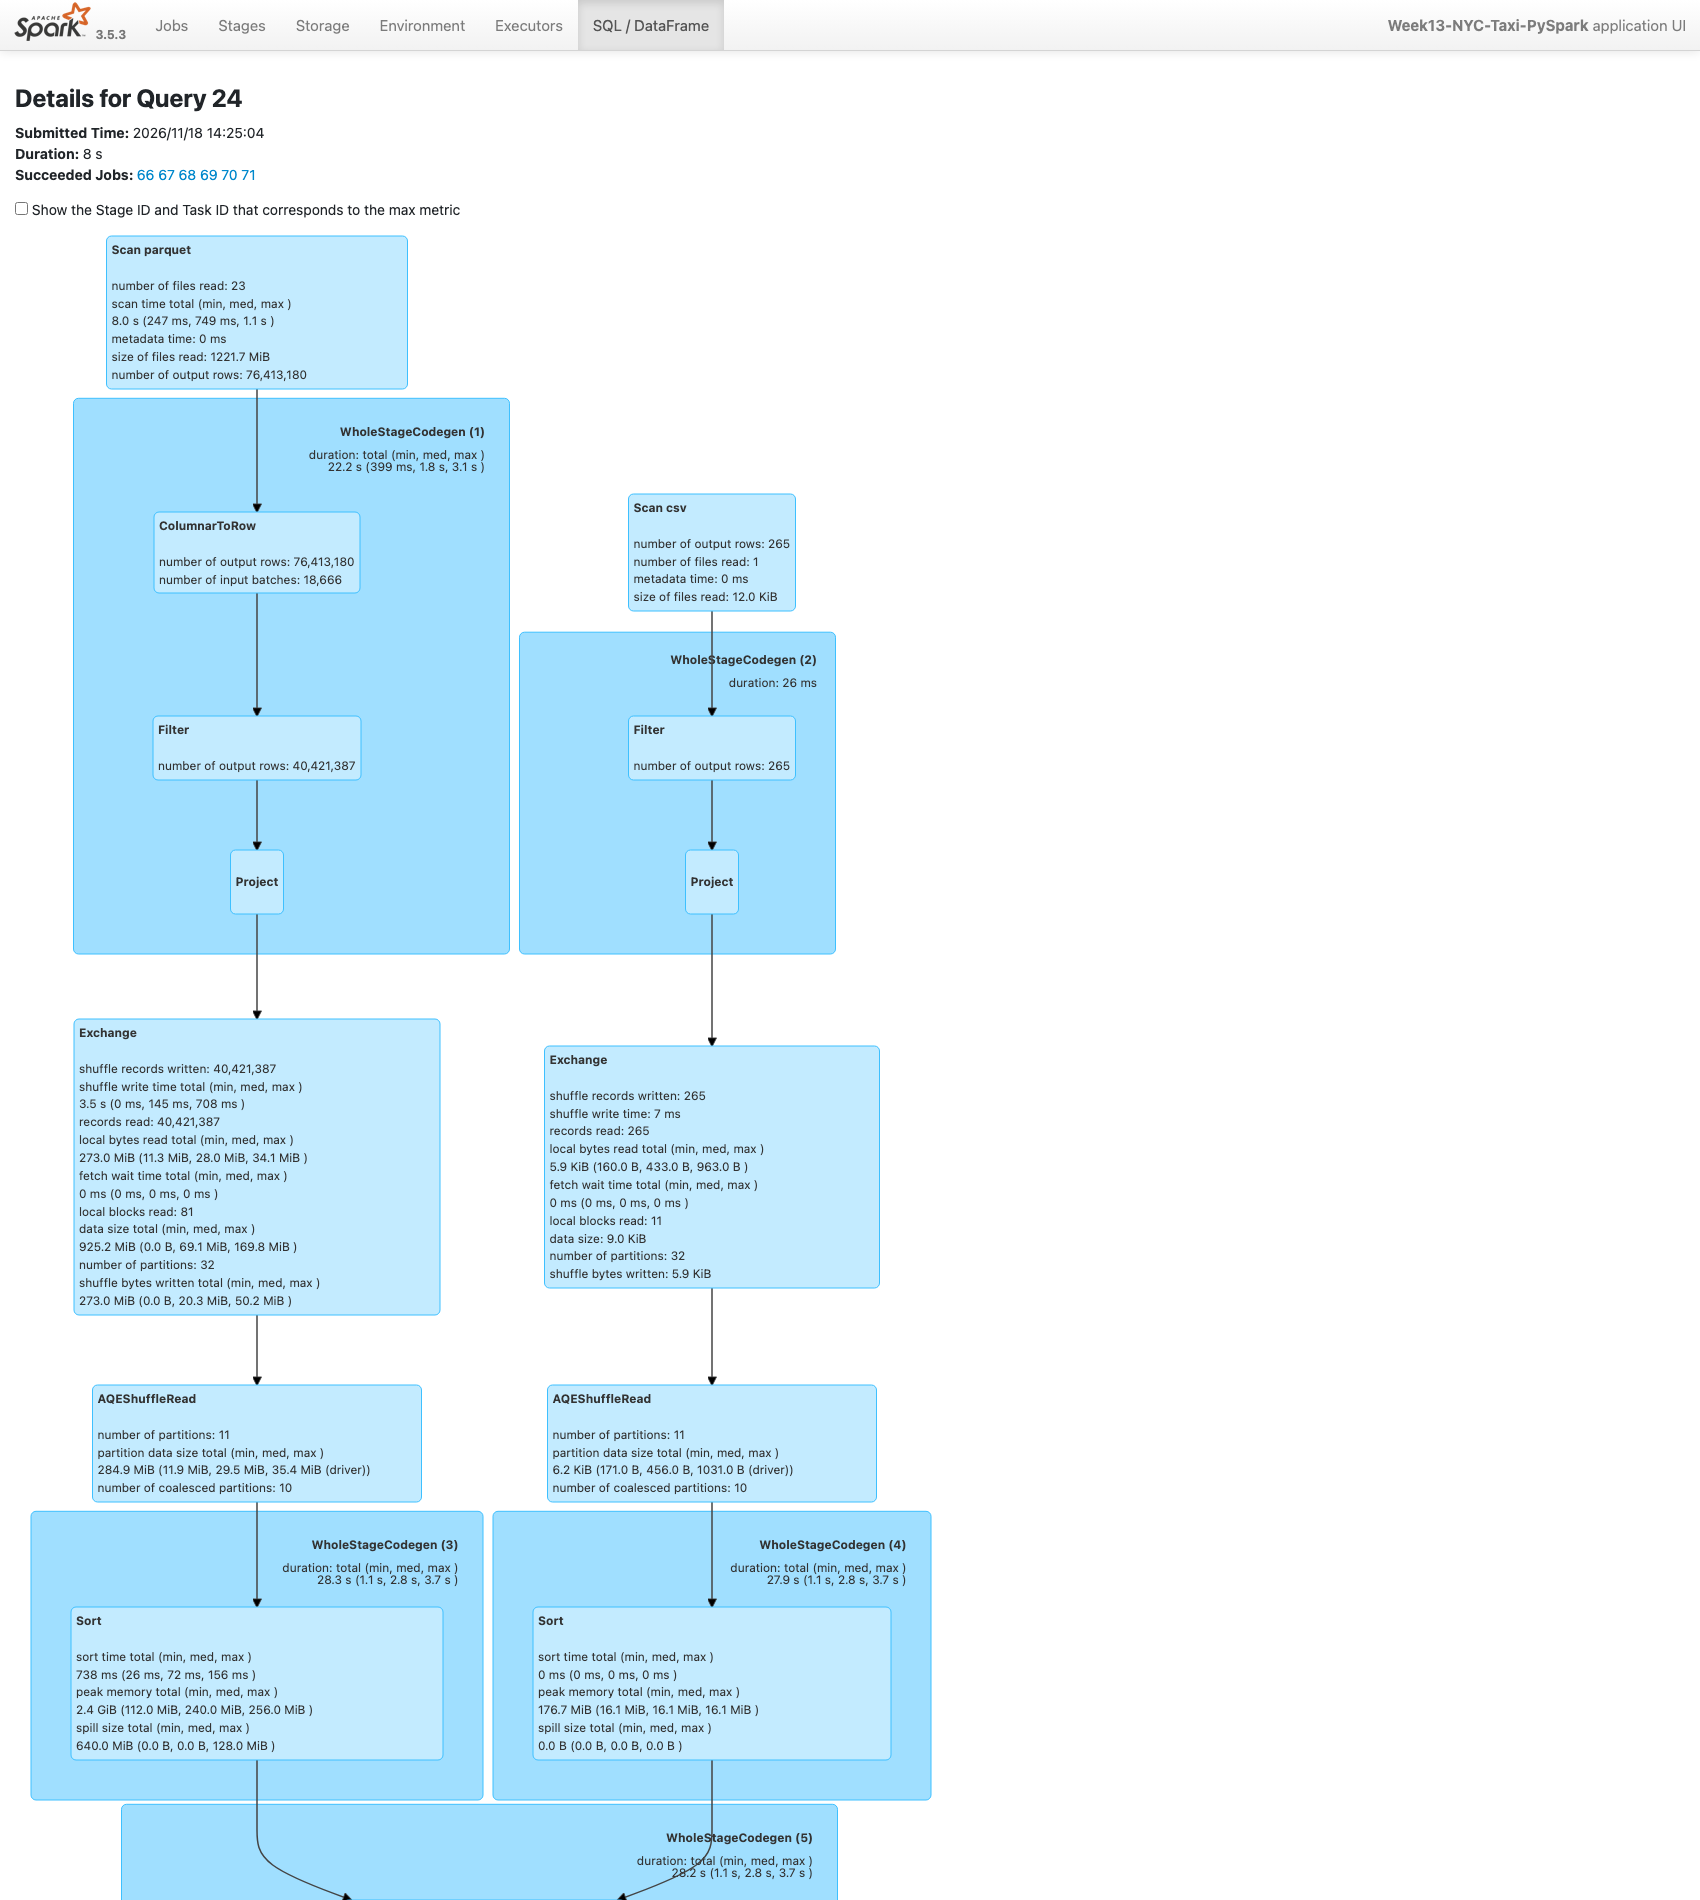 APACHE
Spark 3.5.3 Jobs Stages Storage Environment Executors SQL / DataFrame Week13-NYC-Taxi-PySpark application UI
Details for Query 24
Submitted Time: 2026/11/18 14:25:04
Duration: 8 s
Succeeded Jobs: 66 67 68 69 70 71
Show the Stage ID and Task ID that corresponds to the max metric
Scan parquet
number of files read: 23
scan time total (min, med, max )
8.0 s (247 ms, 749 ms, 1.1 s )
metadata time: 0 ms
size of files read: 1221.7 MiB
number of output rows: 76,413,180
WholeStageCodegen (1)
duration: total (min, med, max )
22.2 s (399 ms, 1.8 s, 3.1 s )
ColumnarToRow
number of output rows: 76,413,180
number of input batches: 18,666
Filter
number of output rows: 40,421,387
Project
Scan csv
number of output rows: 265
number of files read: 1
metadata time: 0 ms
size of files read: 12.0 KiB
WholeStageCodegen (2)
duration: 26 ms
Filter
number of output rows: 265
Project
Exchange
shuffle records written: 40,421,387
shuffle write time total (min, med, max )
3.5 s (0 ms, 145 ms, 708 ms )
records read: 40,421,387
local bytes read total (min, med, max )
273.0 MiB (11.3 MiB, 28.0 MiB, 34.1 MiB )
fetch wait time total (min, med, max )
0 ms (0 ms, 0 ms, 0 ms )
local blocks read: 81
data size total (min, med, max )
925.2 MiB (0.0 B, 69.1 MiB, 169.8 MiB )
number of partitions: 32
shuffle bytes written total (min, med, max )
273.0 MiB (0.0 B, 20.3 MiB, 50.2 MiB )
Exchange
shuffle records written: 265
shuffle write time: 7 ms
records read: 265
local bytes read total (min, med, max )
5.9 KiB (160.0 B, 433.0 B, 963.0 B )
fetch wait time total (min, med, max )
0 ms (0 ms, 0 ms, 0 ms )
local blocks read: 11
data size: 9.0 KiB
number of partitions: 32
shuffle bytes written: 5.9 KiB
AQEShuffleRead
number of partitions: 11
partition data size total (min, med, max )
284.9 MiB (11.9 MiB, 29.5 MiB, 35.4 MiB (driver))
number of coalesced partitions: 10
AQEShuffleRead
number of partitions: 11
partition data size total (min, med, max )
6.2 KiB (171.0 B, 456.0 B, 1031.0 B (driver))
number of coalesced partitions: 10
WholeStageCodegen (3)
duration: total (min, med, max )
28.3 s (1.1 s, 2.8 s, 3.7 s )
Sort
sort time total (min, med, max )
738 ms (26 ms, 72 ms, 156 ms )
peak memory total (min, med, max )
2.4 GiB (112.0 MiB, 240.0 MiB, 256.0 MiB )
spill size total (min, med, max )
640.0 MiB (0.0 B, 0.0 B, 128.0 MiB )
WholeStageCodegen (4)
duration: total (min, med, max )
27.9 s (1.1 s, 2.8 s, 3.7 s )
Sort
sort time total (min, med, max )
0 ms (0 ms, 0 ms, 0 ms )
peak memory total (min, med, max )
176.7 MiB (16.1 MiB, 16.1 MiB, 16.1 MiB )
spill size total (min, med, max )
0.0 B (0.0 B, 0.0 B, 0.0 B )
WholeStageCodegen (5)
duration: total (min, med, max )
28.2 s (1.1 s, 2.8 s, 3.7 s )